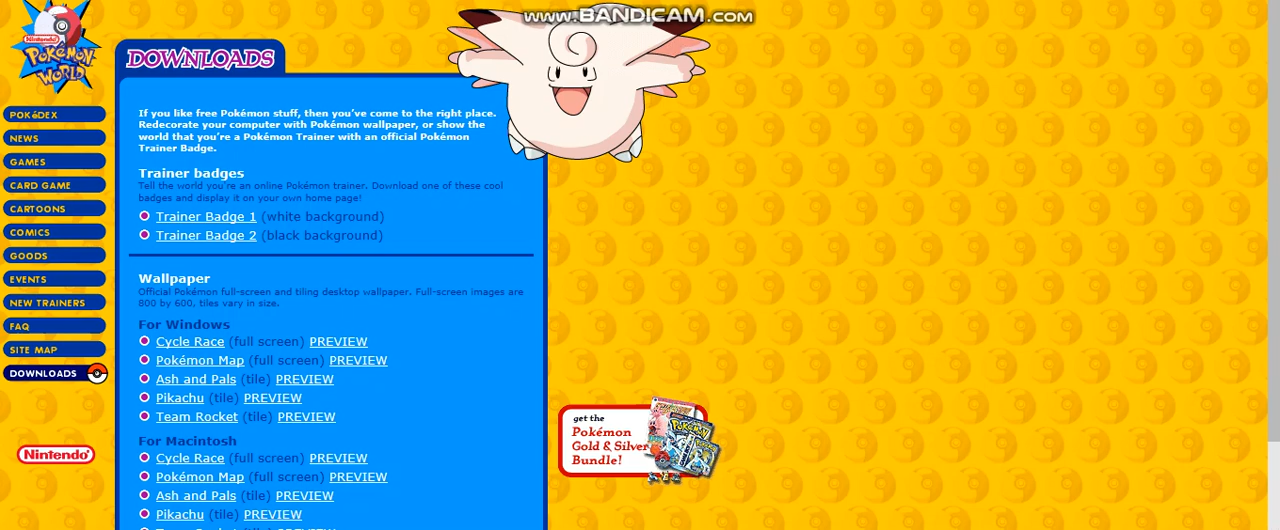 www.BANDICAM.com
Nintendo
Pokémon
World
DOWNLOADS
POKéDEX
NEWS
GAMES
CARD GAME
CARTOONS
COMICS
GOODS
EVENTS
NEW TRAINERS
FAQ
SITE MAP
DOWNLOADS
Nintendo
If you like free Pokémon stuff, then you've come to the right place.
Redecorate your computer with Pokémon wallpaper, or show the
world that you're a Pokémon Trainer with an official Pokémon
Trainer Badge.
Trainer badges
Tell the world you're an online Pokémon trainer. Download one of these cool
badges and display it on your own home page!
Trainer Badge 1 (white background)
Trainer Badge 2 (black background)
Wallpaper
Official Pokémon full-screen and tiling desktop wallpaper. Full-screen images are
800 by 600, tiles vary in size.
For Windows
Cycle Race (full screen) PREVIEW
Pokémon Map (full screen) PREVIEW
Ash and Pals (tile) PREVIEW
Pikachu (tile) PREVIEW
Team Rocket (tile) PREVIEW
For Macintosh
Cycle Race (full screen) PREVIEW
Pokémon Map (full screen) PREVIEW
Ash and Pals (tile) PREVIEW
Pikachu (tile) PREVIEW
Team Rocket (tile) PREVIEW
get the
Pokémon
Gold & Silver
Bundle!
POKéMON